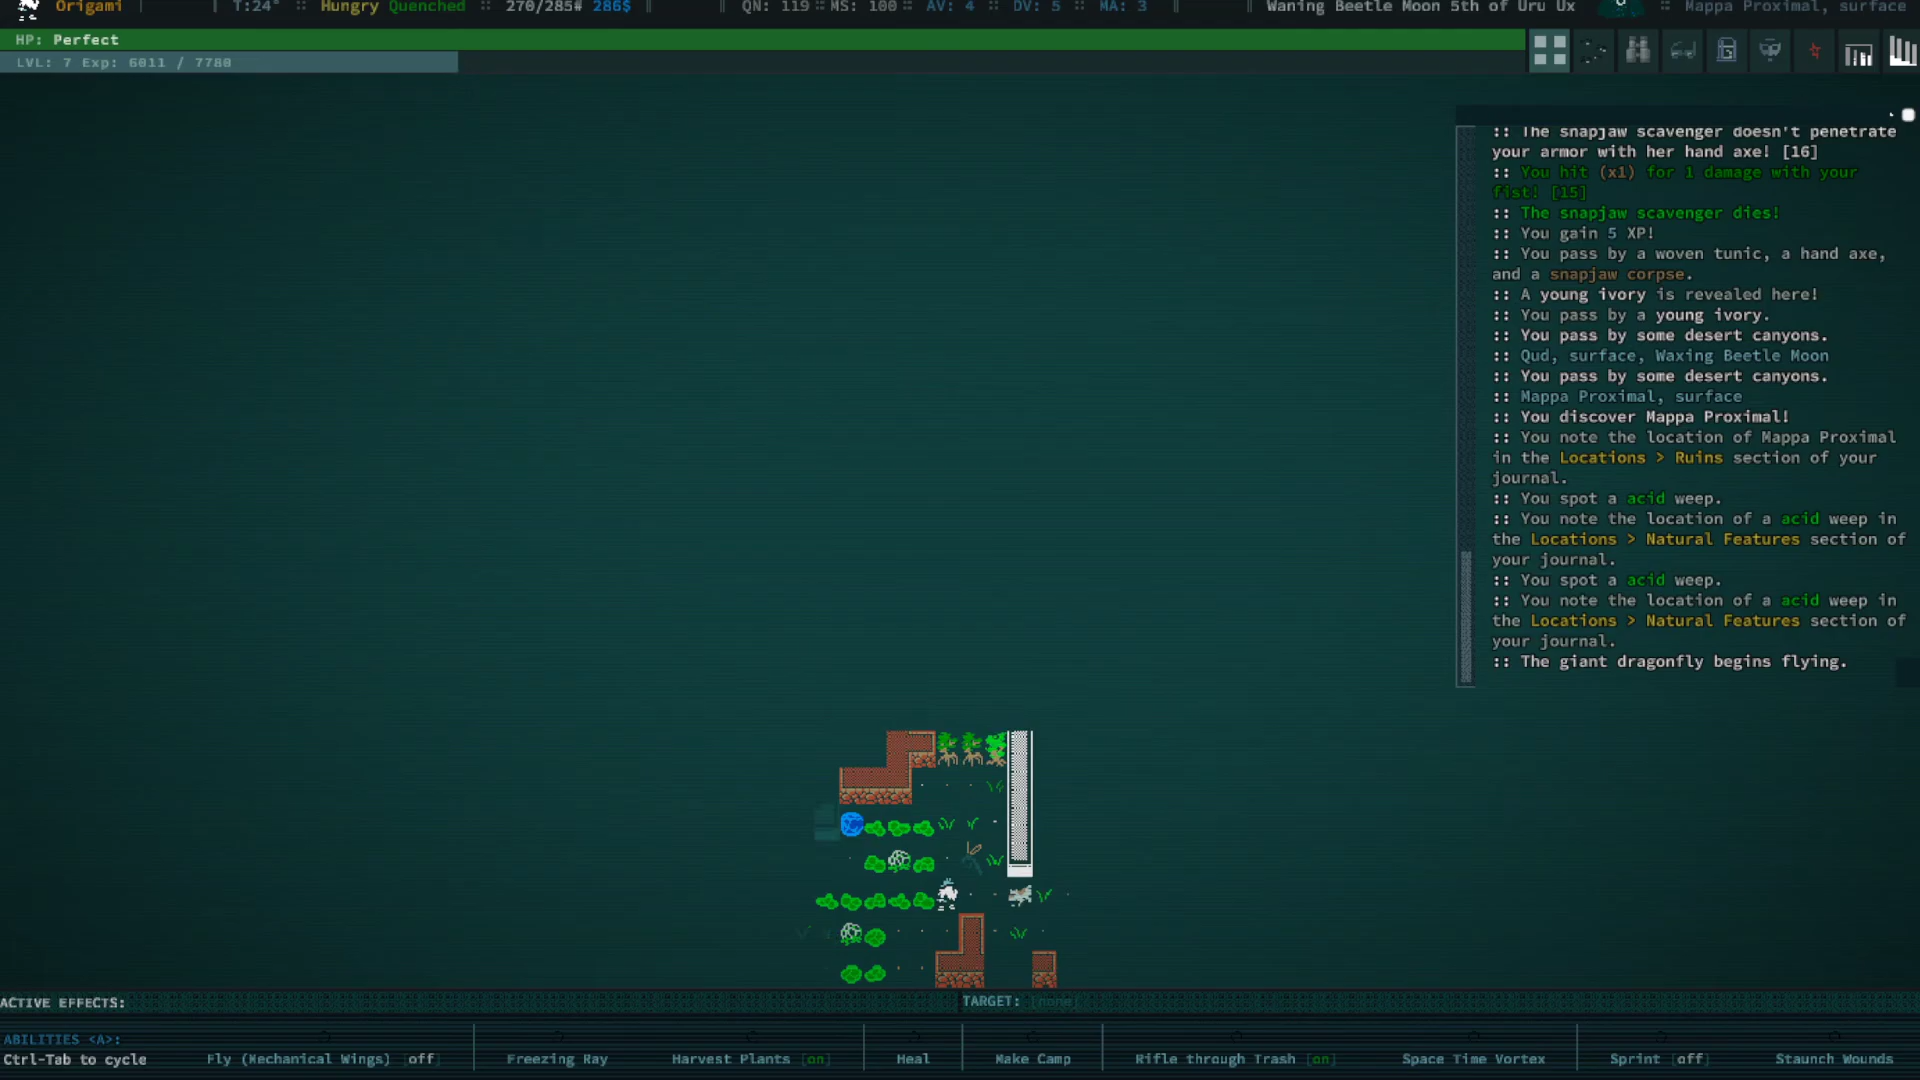 Origami | | T:24° :: Hungry Quenched :: 270/285# 286$ | | QN: 119 :: MS: 100 :: AV: 4 :: DV: 5 :: MA: 3 | | Waning Beetle Moon 5th of Uru Ux :: Mappa Proximal, surface
HP: Perfect
LVL: 7 Exp: 6011 / 7780
:: The snapjaw scavenger doesn't penetrate
your armor with her hand axe! [16]
:: You hit (x1) for 1 damage with your
fist! [15]
:: The snapjaw scavenger dies!
:: You gain 5 XP!
:: You pass by a woven tunic, a hand axe,
and a snapjaw corpse.
:: A young ivory is revealed here!
:: You pass by a young ivory.
:: You pass by some desert canyons.
:: Qud, surface, Waxing Beetle Moon
:: You pass by some desert canyons.
:: Mappa Proximal, surface
:: You discover Mappa Proximal!
:: You note the location of Mappa Proximal
in the Locations > Ruins section of your
journal.
:: You spot a acid weep.
:: You note the location of a acid weep in
the Locations > Natural Features section of
your journal.
:: You spot a acid weep.
:: You note the location of a acid weep in
the Locations > Natural Features section of
your journal.
:: The giant dragonfly begins flying.
ACTIVE EFFECTS: TARGET: [none]
ABILITIES <A>:
Ctrl-Tab to cycle Fly (Mechanical Wings) [off] Freezing Ray Harvest Plants [on] Heal Make Camp Rifle through Trash [on] Space Time Vortex Sprint [off] Staunch Wounds